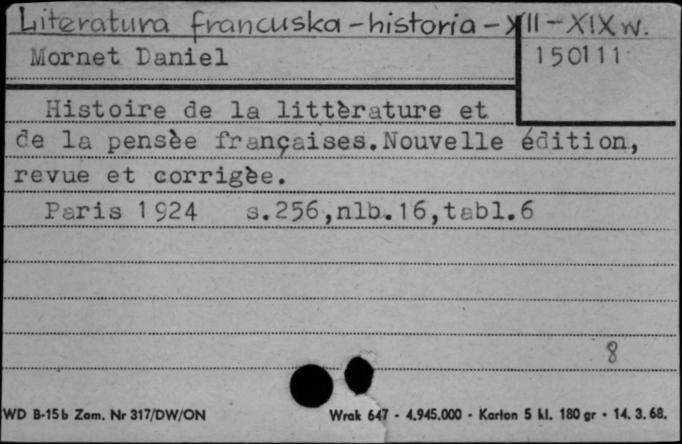 Literatura francuska - historia - XII - XIX w.
Mornet Daniel
150111
Histoire de la littèrature et
de la pensèe françaises.Nouvelle édition,
revue et corrigèe.
Paris 1924 s.256,nlb.16,tabl.6
8
WD B-15b Zam. Nr 317/DW/ON Wrak 647 - 4.945.000 - Karton 5 kl. 180 gr - 14. 3. 68.